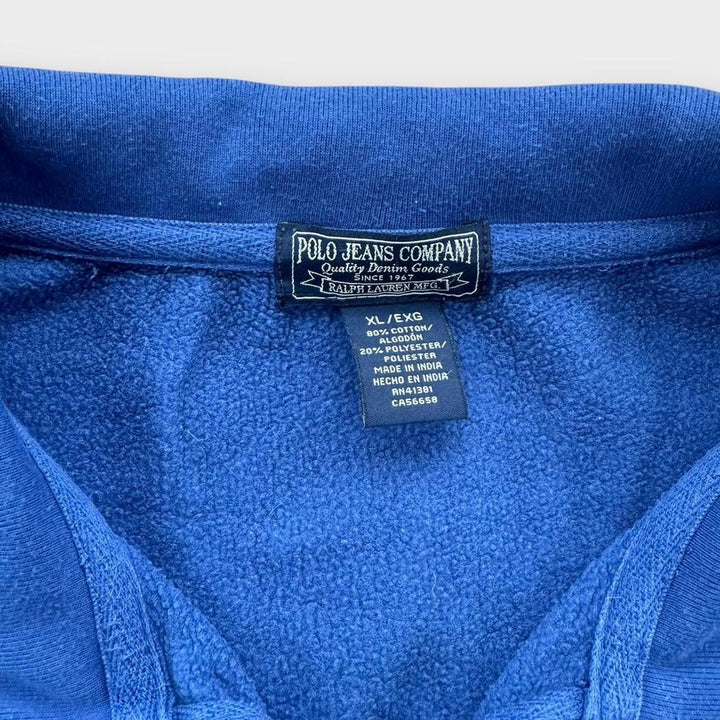 POLO JEANS COMPANY
Quality Denim Goods
SINCE 1967
RALPH LAUREN MFG.
XL/EXG
80% COTTON/
ALGODÓN
20% POLYESTER/
POLIESTER
MADE IN INDIA
HECHO EN INDIA
RN41381
CA56658